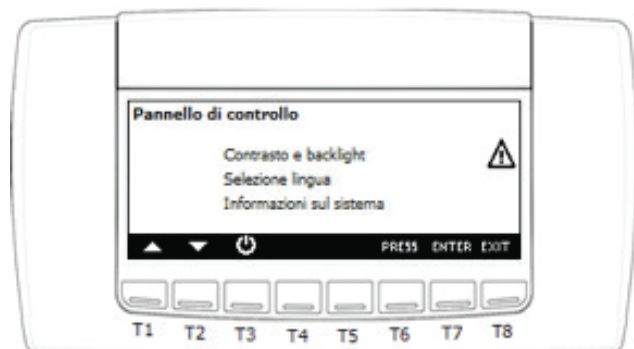 Pannello di controllo
Contrasto e backlight
Selezione lingua
Informazioni sul sistema
PRESS ENTER EXIT
T1 T2 T3 T4 T5 T6 T7 T8